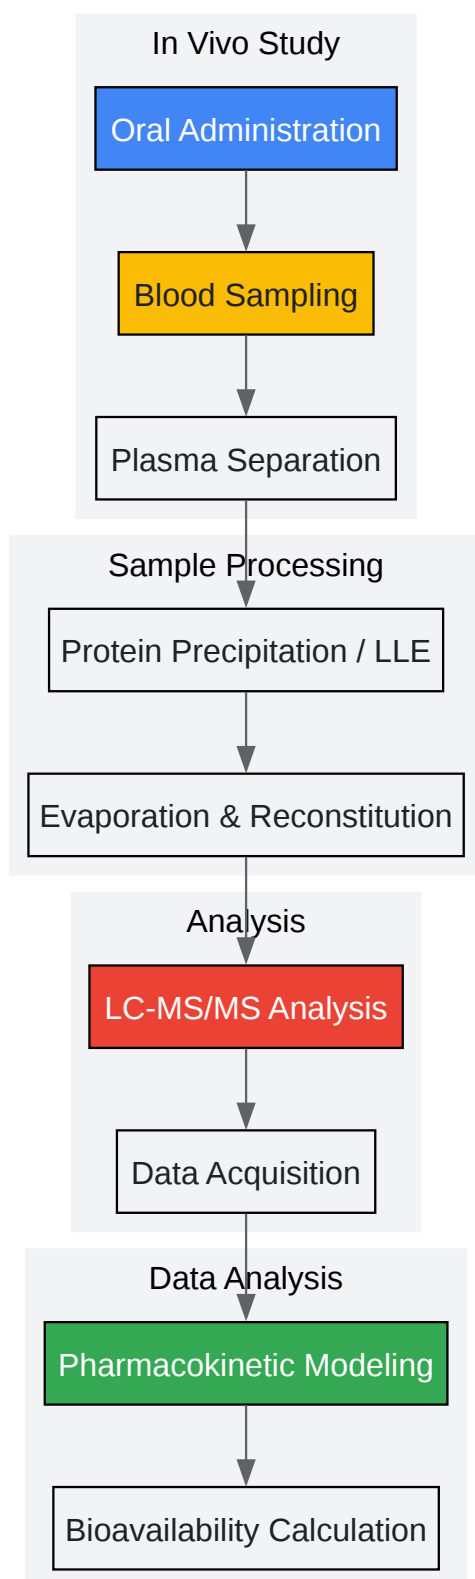 In Vivo Study
Oral Administration
Blood Sampling
Plasma Separation
Sample Processing
Protein Precipitation / LLE
Evaporation & Reconstitution
Analysis
LC-MS/MS Analysis
Data Acquisition
Data Analysis
Pharmacokinetic Modeling
Bioavailability Calculation